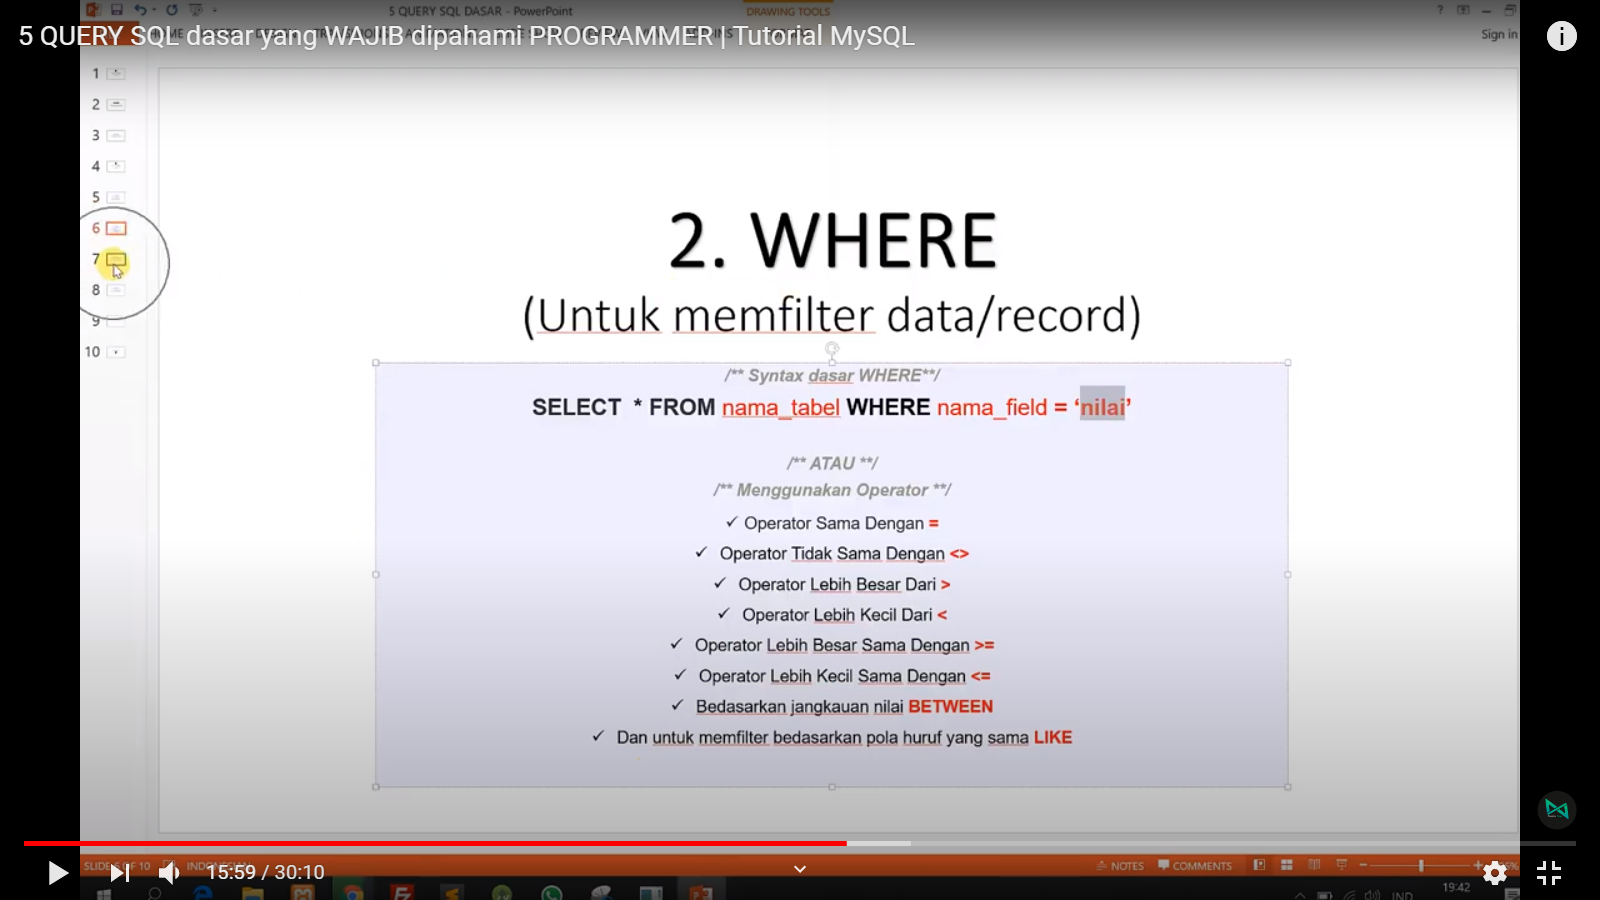 5 QUERY SQL DASAR - PowerPoint
DRAWING TOOLS
5 QUERY SQL dasar yang WAJIB dipahami PROGRAMMER | Tutorial MySQL
Sign in
1
2
3
4
5
6
7
8
9
10
2. WHERE
(Untuk memfilter data/record)
/** Syntax dasar WHERE**/
SELECT * FROM nama_tabel WHERE nama_field = ‘nilai’
/** ATAU **/
/** Menggunakan Operator **/
✓ Operator Sama Dengan =
✓ Operator Tidak Sama Dengan <>
✓ Operator Lebih Besar Dari >
✓ Operator Lebih Kecil Dari <
✓ Operator Lebih Besar Sama Dengan >=
✓ Operator Lebih Kecil Sama Dengan <=
✓ Bedasarkan jangkauan nilai BETWEEN
✓ Dan untuk memfilter bedasarkan pola huruf yang sama LIKE
SLIDE 6 OF 10 INDONESIAN
NOTES COMMENTS
15:59 / 30:10
IND
19:42